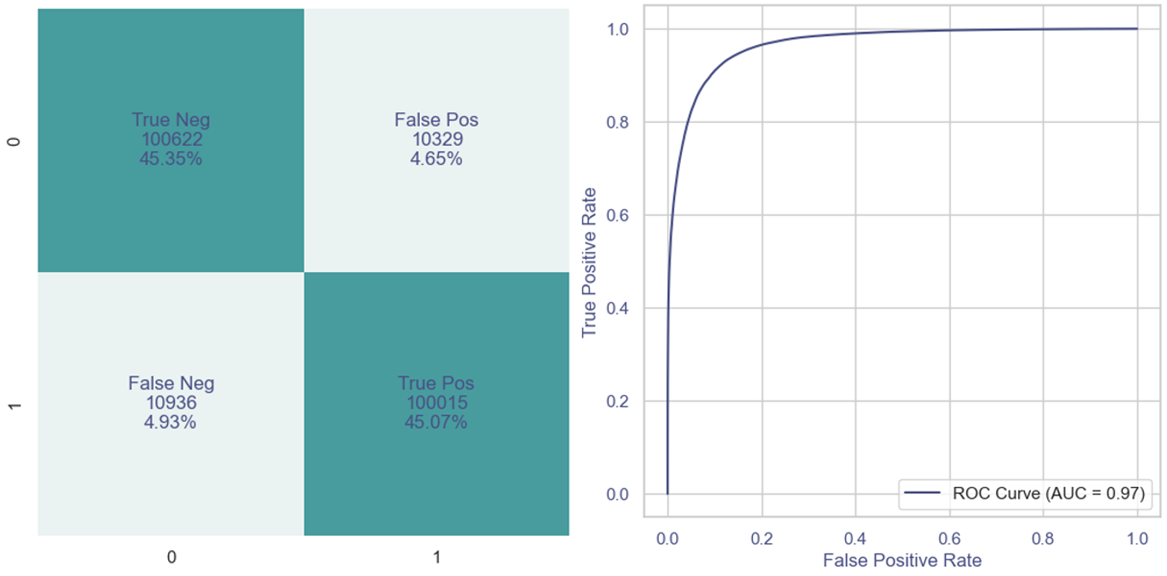 0
True Neg
100622
45.35%
False Pos
10329
4.65%
1
False Neg
10936
4.93%
True Pos
100015
45.07%
0 1
True Positive Rate
1.0
0.8
0.6
0.4
0.2
0.0
ROC Curve (AUC = 0.97)
0.0 0.2 0.4 0.6 0.8 1.0
False Positive Rate